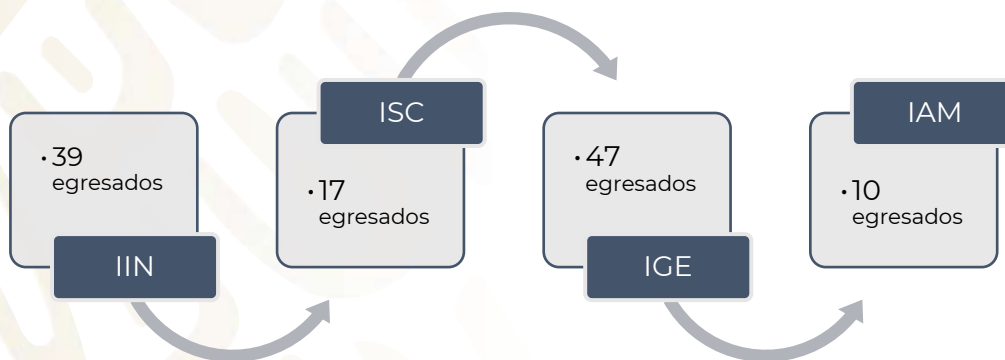 · 39
egresados
IIN
ISC
· 17
egresados
· 47
egresados
IGE
IAM
· 10
egresados